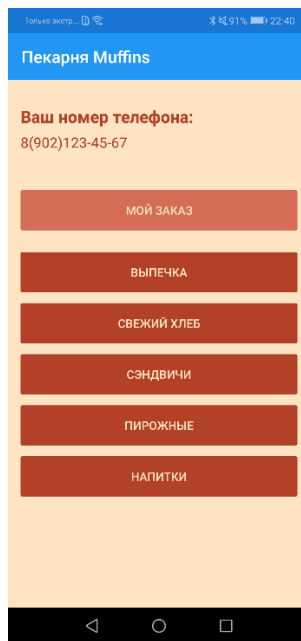 Только экстр... 91% 22:40
Пекарня Muffins
Ваш номер телефона:
8(902)123-45-67
МОЙ ЗАКАЗ
ВЫПЕЧКА
СВЕЖИЙ ХЛЕБ
СЭНДВИЧИ
ПИРОЖНЫЕ
НАПИТКИ